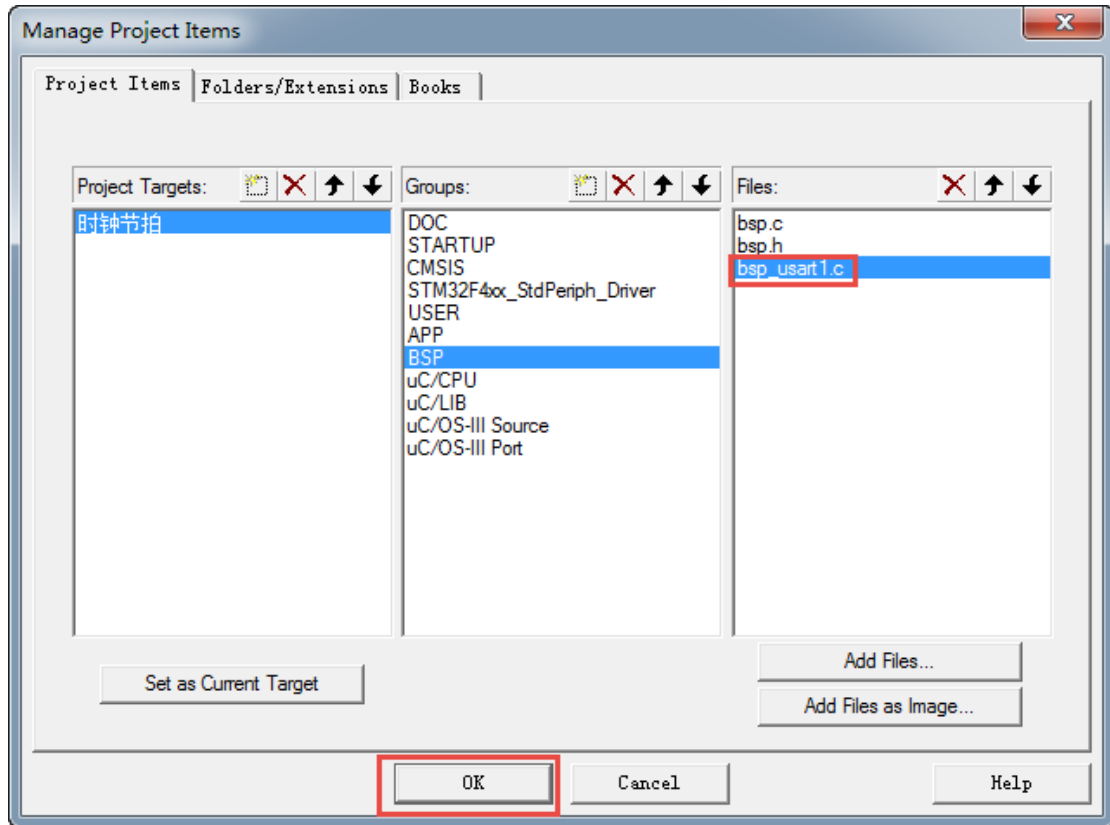 Manage Project Items
Project Items Folders/Extensions Books
Project Targets:
时钟节拍
Set as Current Target
Groups:
DOC
STARTUP
CMSIS
STM32F4xx_StdPeriph_Driver
USER
APP
BSP
uC/CPU
uC/LIB
uC/OS-III Source
uC/OS-III Port
Files:
bsp.c
bsp.h
bsp_usart1.c
Add Files...
Add Files as Image...
OK Cancel Help